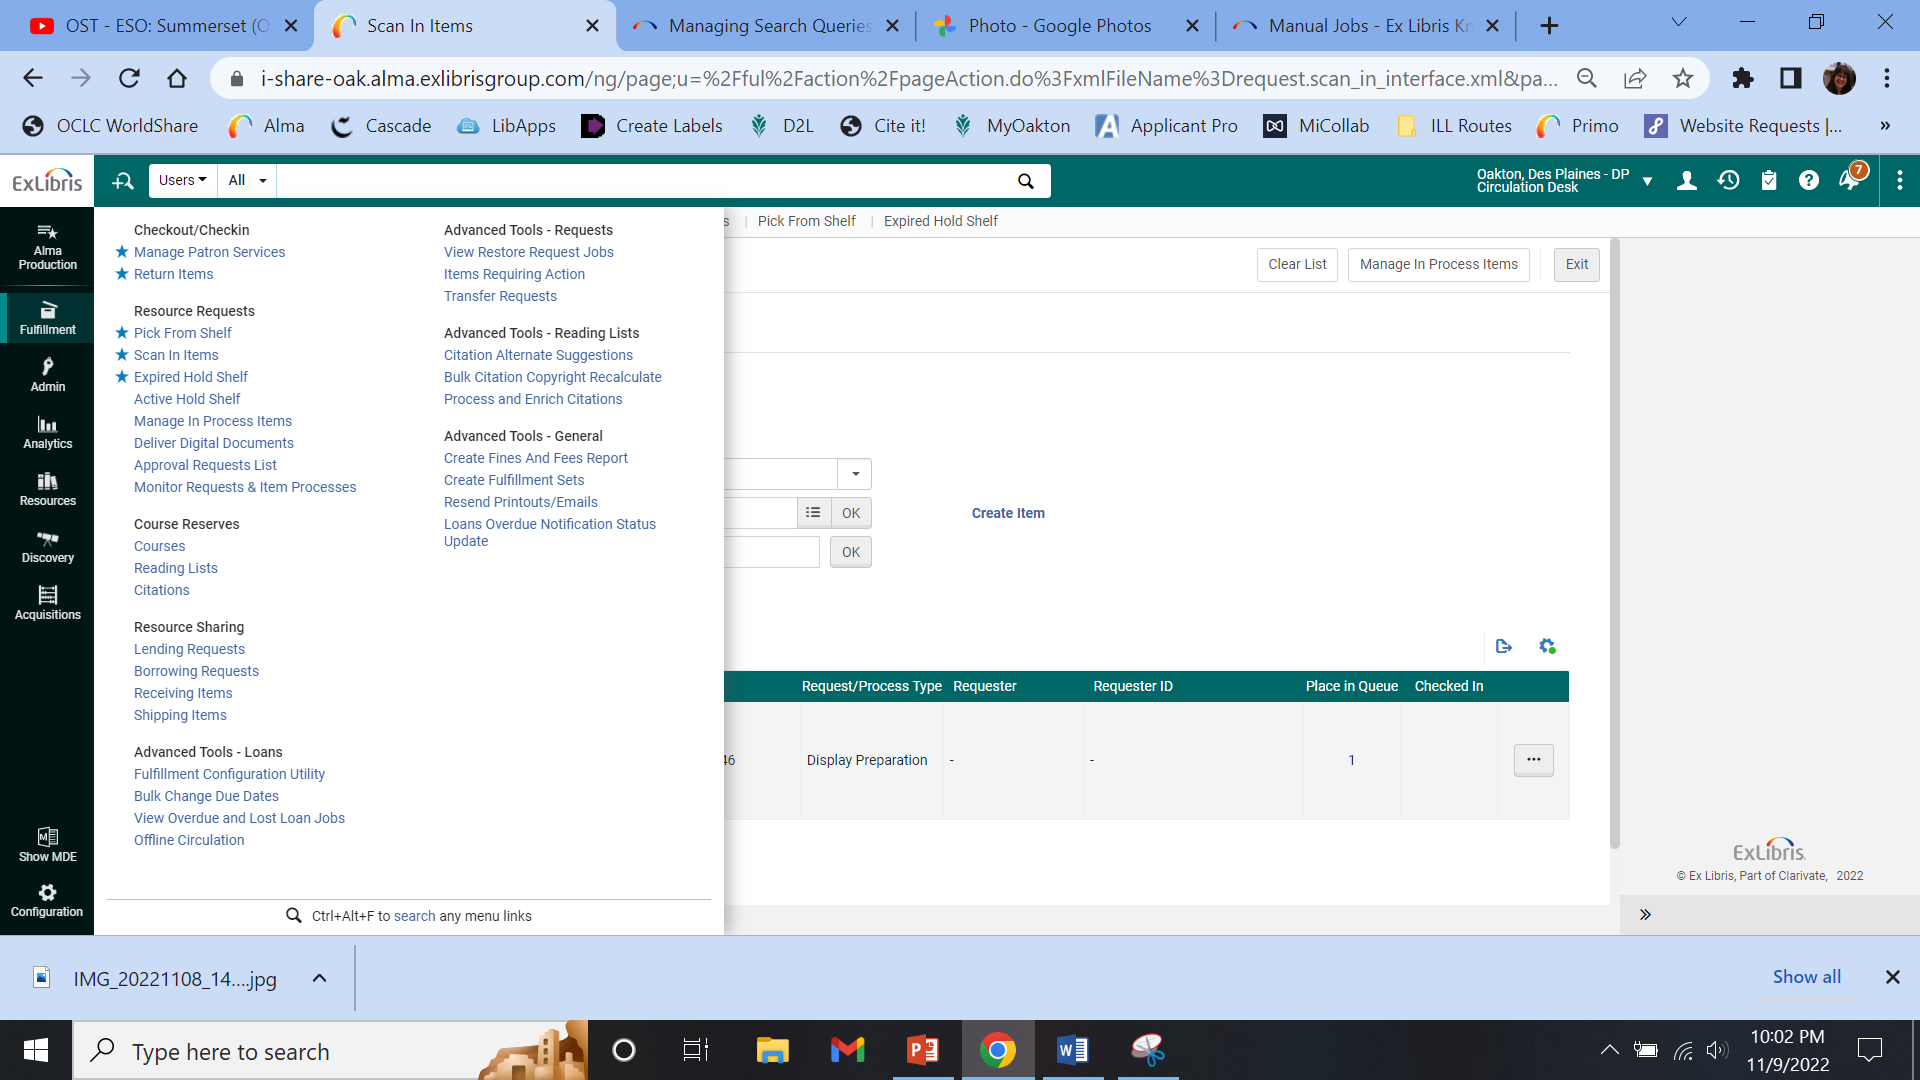 OST - ESO: Summerset (O
Scan In Items
Managing Search Queries
Photo - Google Photos
Manual Jobs - Ex Libris Kn
i-share-oak.alma.exlibrisgroup.com/ng/page;u=%2Fful%2Faction%2FpageAction.do%3FxmlFileName%3Drequest.scan_in_interface.xml&pa...
OCLC WorldShare
Alma
Cascade
LibApps
Create Labels
D2L
Cite it!
MyOakton
Applicant Pro
MiCollab
ILL Routes
Primo
Website Requests |...
»
ExLibris
Users
All
Oakton, Des Plaines - DP
Circulation Desk
7
Alma
Production
Fulfillment
Admin
Analytics
Resources
Discovery
Acquisitions
Show MDE
Configuration
Checkout/Checkin
Manage Patron Services
Return Items
Resource Requests
Pick From Shelf
Scan In Items
Expired Hold Shelf
Active Hold Shelf
Manage In Process Items
Deliver Digital Documents
Approval Requests List
Monitor Requests & Item Processes
Course Reserves
Courses
Reading Lists
Citations
Resource Sharing
Lending Requests
Borrowing Requests
Receiving Items
Shipping Items
Advanced Tools - Loans
Fulfillment Configuration Utility
Bulk Change Due Dates
View Overdue and Lost Loan Jobs
Offline Circulation
Advanced Tools - Requests
View Restore Request Jobs
Items Requiring Action
Transfer Requests
Advanced Tools - Reading Lists
Citation Alternate Suggestions
Bulk Citation Copyright Recalculate
Process and Enrich Citations
Advanced Tools - General
Create Fines And Fees Report
Create Fulfillment Sets
Resend Printouts/Emails
Loans Overdue Notification Status
Update
Ctrl+Alt+F to search any menu links
s | Pick From Shelf | Expired Hold Shelf
Clear List
Manage In Process Items
Exit
OK
Create Item
OK
Request/Process Type Requester Requester ID Place in Queue Checked In
46 Display Preparation - - 1
ExLibris
© Ex Libris, Part of Clarivate, 2022
IMG_20221108_14....jpg
Show all
Type here to search
10:02 PM
11/9/2022